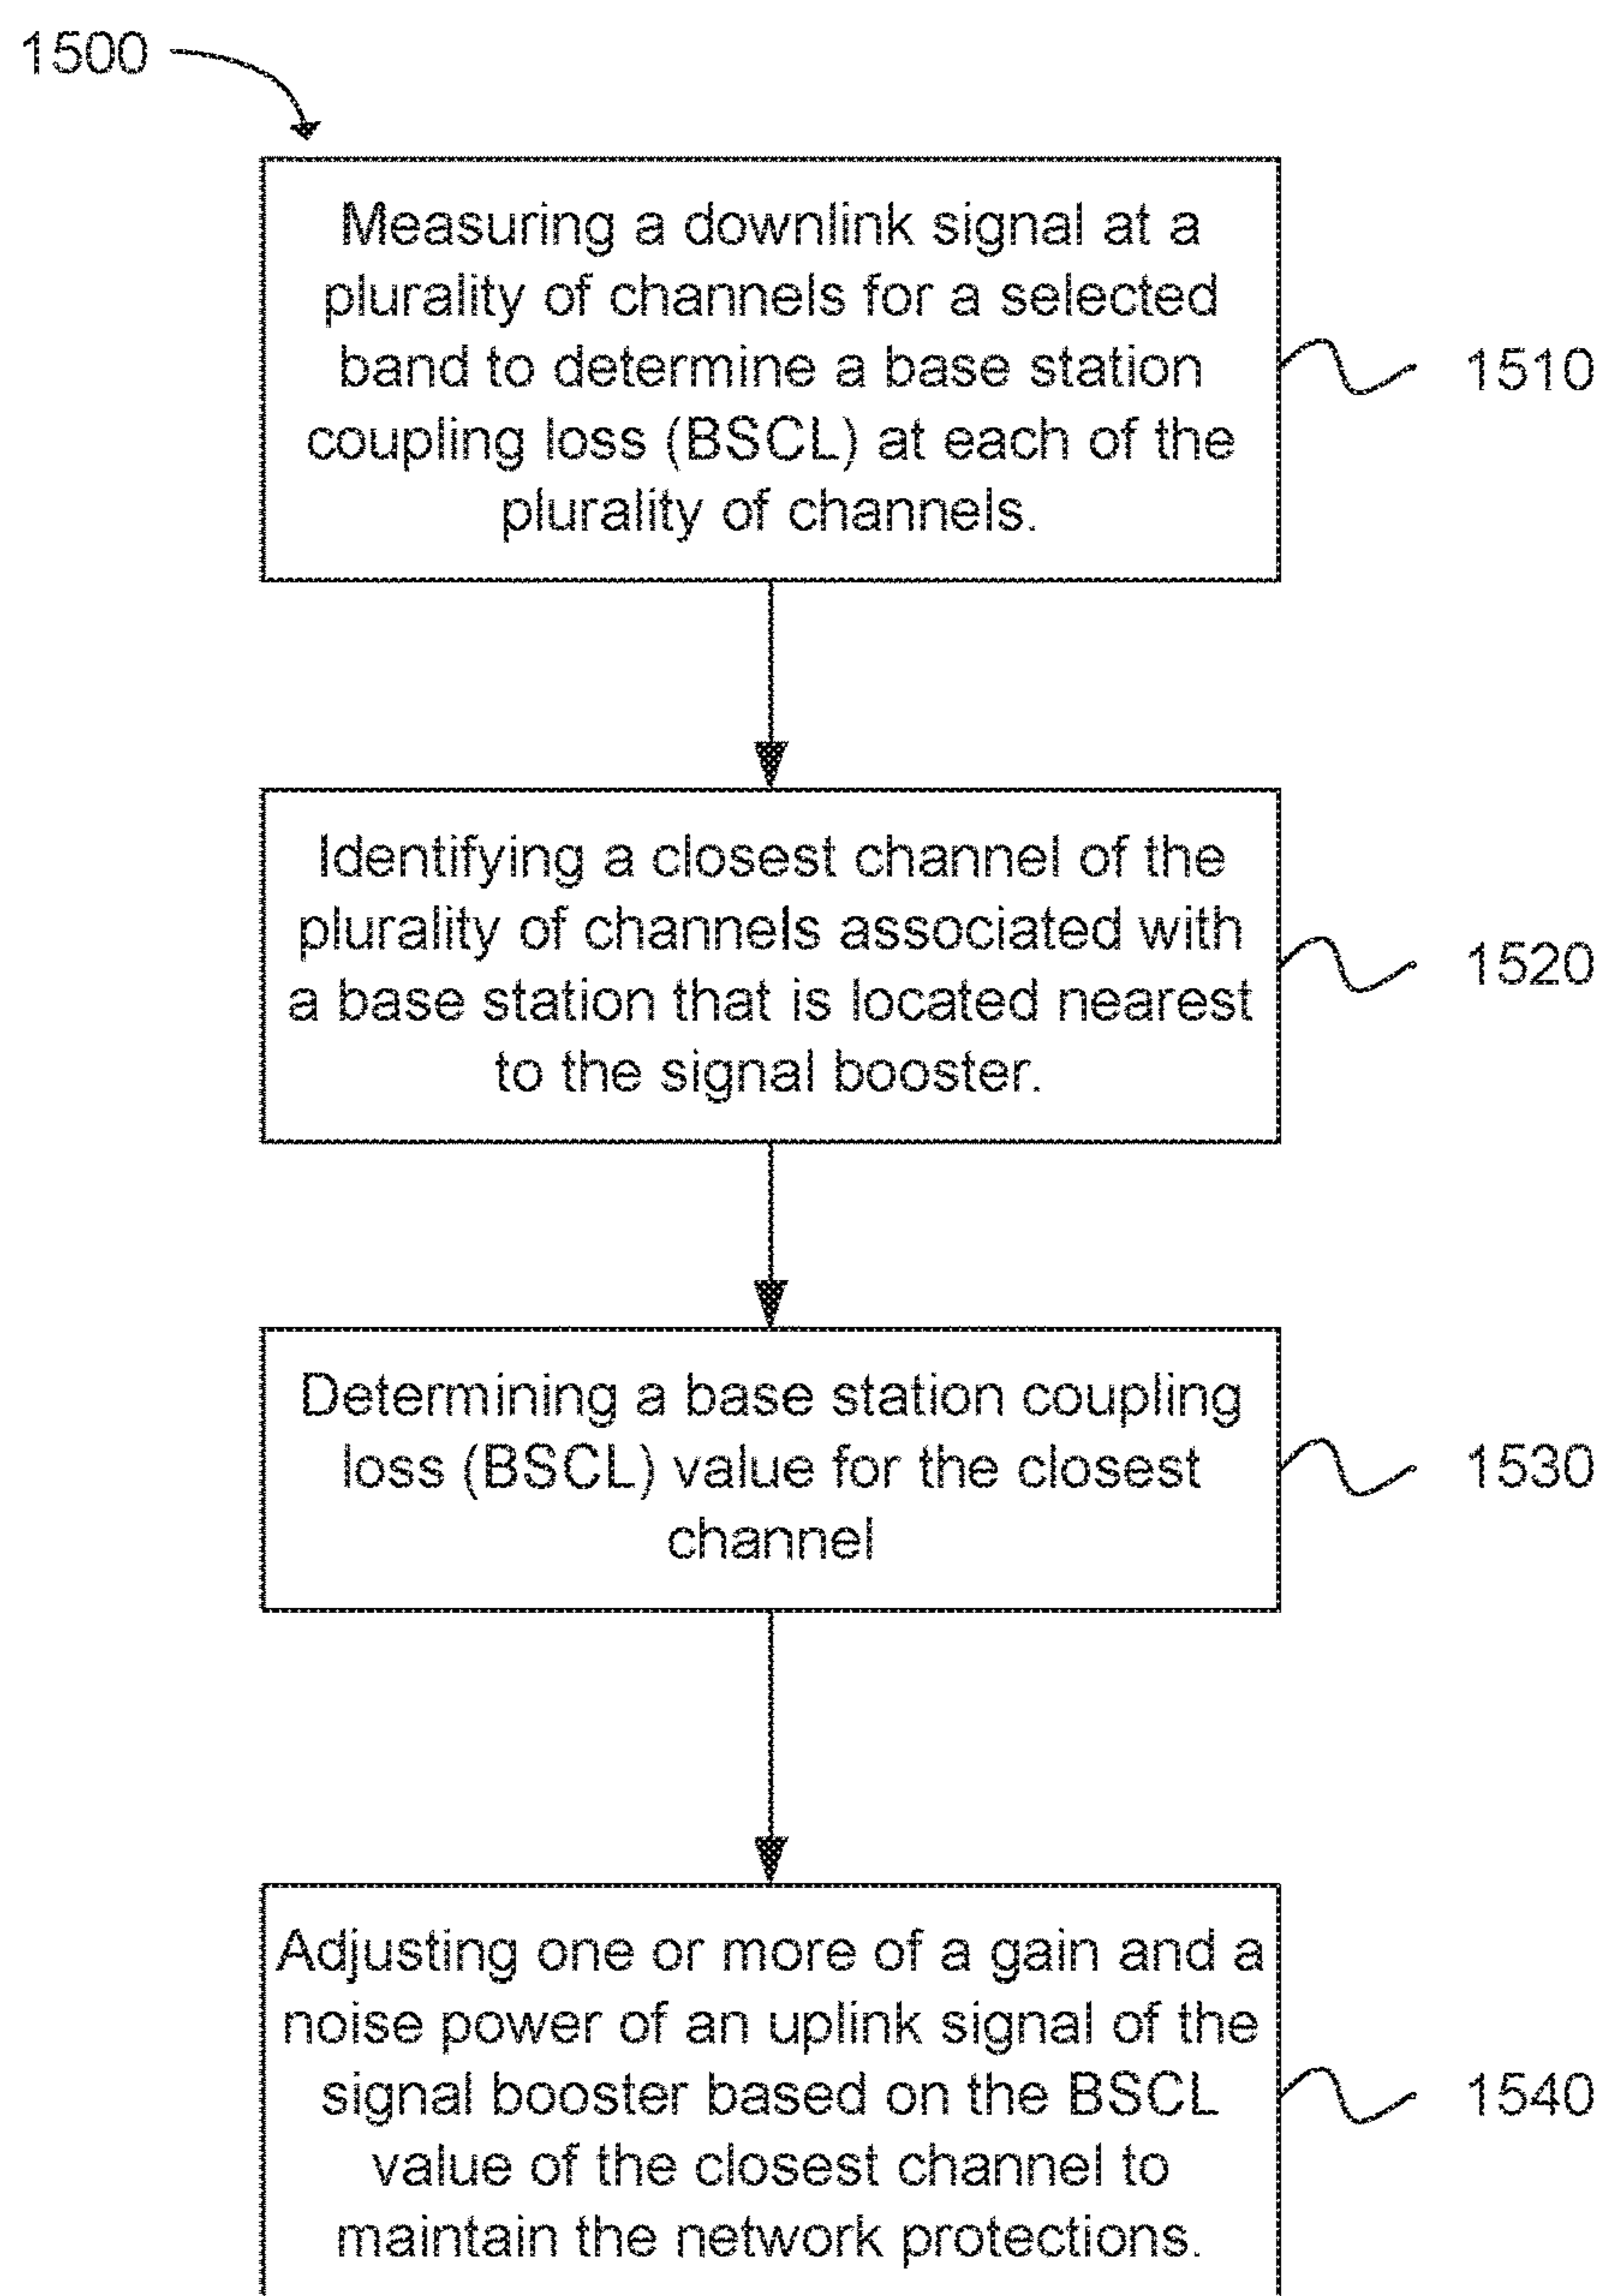 1500
Measuring a downlink signal at a
plurality of channels for a selected
band to determine a base station
coupling loss (BSCL) at each of the
plurality of channels.
1510
Identifying a closest channel of the
plurality of channels associated with
a base station that is located nearest
to the signal booster.
1520
Determining a base station coupling
loss (BSCL) value for the closest
channel
1530
Adjusting one or more of a gain and a
noise power of an uplink signal of the
signal booster based on the BSCL
value of the closest channel to
maintain the network protections.
1540